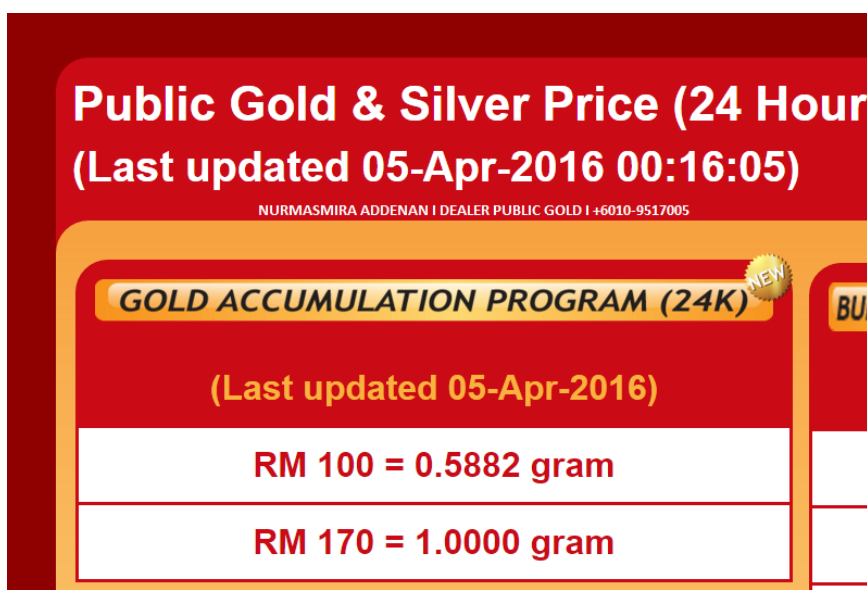 Public Gold & Silver Price (24 Hour
(Last updated 05-Apr-2016 00:16:05)
NURMASMIRA ADDENAN I DEALER PUBLIC GOLD I +6010-9517005
NEW
GOLD ACCUMULATION PROGRAM (24K)
BU
(Last updated 05-Apr-2016)
RM 100 = 0.5882 gram
RM 170 = 1.0000 gram